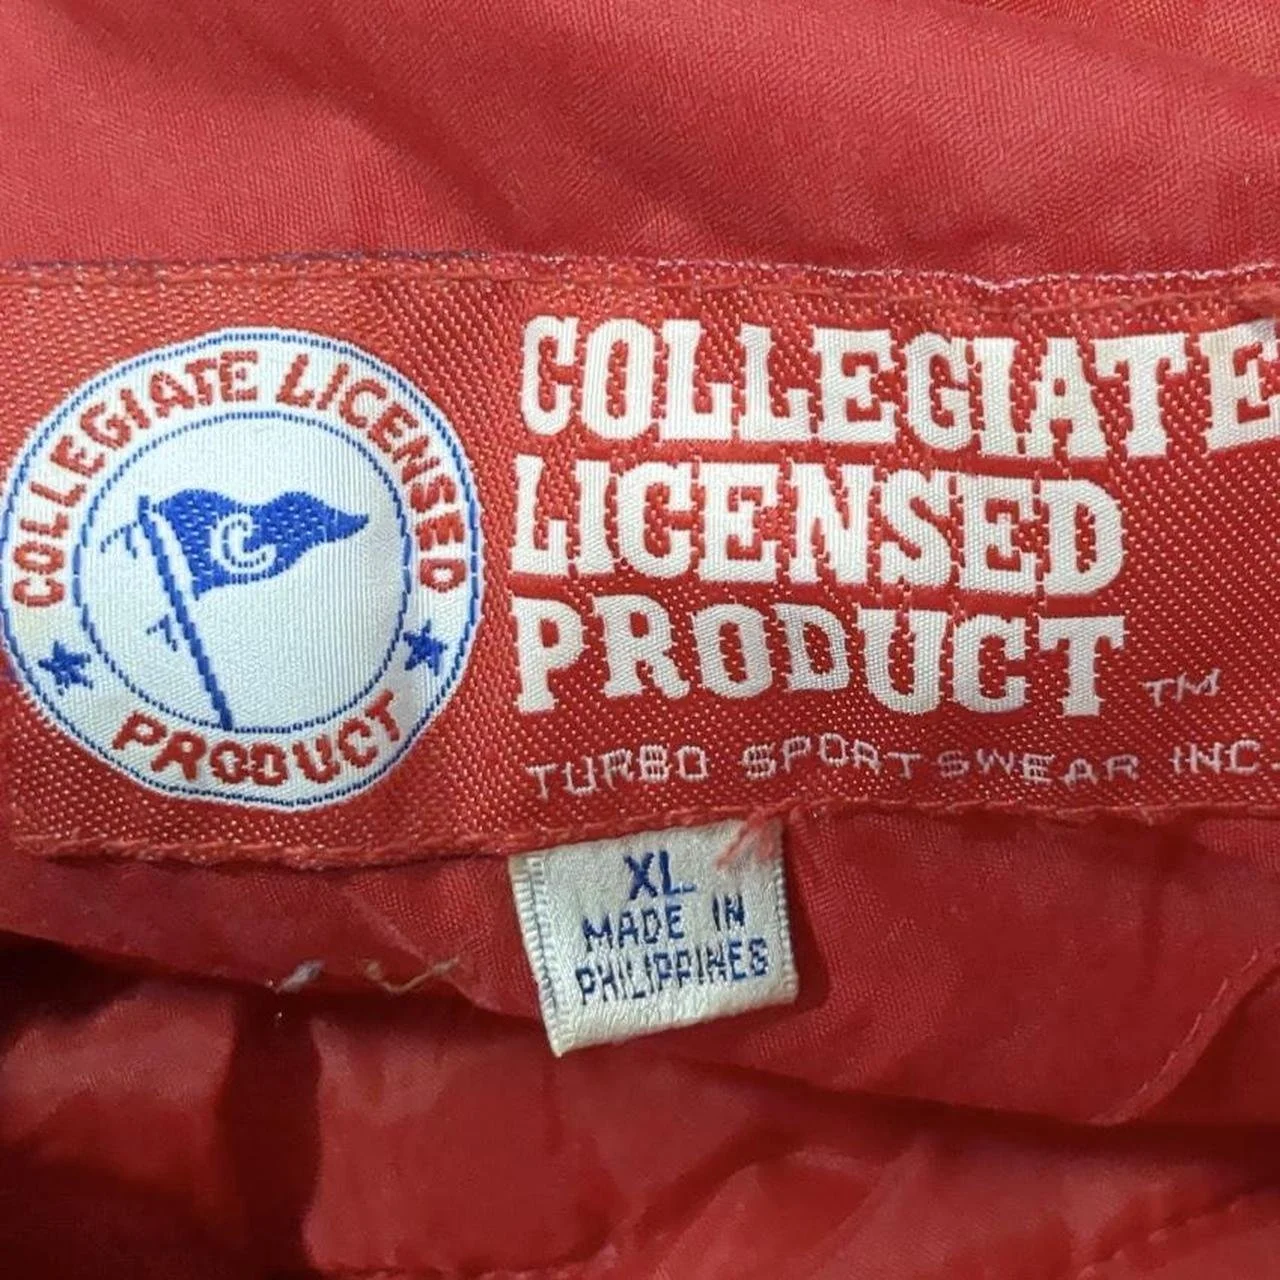 COLLEGIATE LICENSED
PRODUCT
C
COLLEGIATE
LICENSED
PRODUCT TM
TURBO SPORTSWEAR INC.
XL
MADE IN
PHILIPPINES